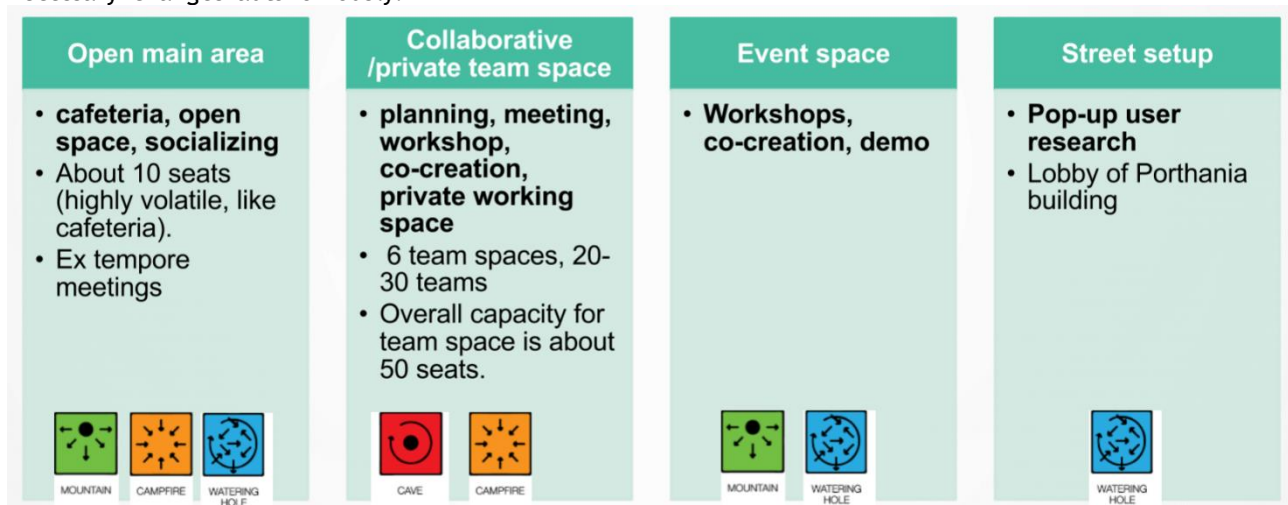 Open main area
• cafeteria, open
space, socializing
• About 10 seats
(highly volatile, like
cafeteria).
• Ex tempore
meetings
MOUNTAIN
CAMPFIRE
WATERING
HOLE
Collaborative
/private team space
• planning, meeting,
workshop,
co-creation,
private working
space
• 6 team spaces, 20-
30 teams
• Overall capacity for
team space is about
50 seats.
CAVE
CAMPFIRE
Event space
• Workshops,
co-creation, demo
MOUNTAIN
WATERING
HOLE
Street setup
• Pop-up user
research
• Lobby of Porthania
building
WATERING
HOLE